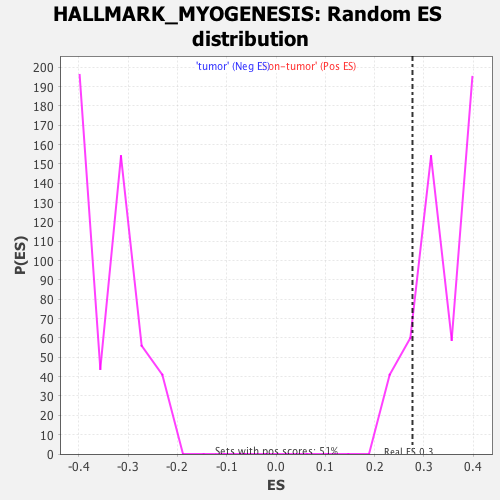 HALLMARK_MYOGENESIS: Random ES
distribution
'tumor' (Neg ES)
on-tumor' (Pos ES)
200
190
180
170
160
150
140
130
120
110
100
90
80
70
60
50
40
30
20
10
0
P(ES)
Sets with pos scores: 51%
Real ES 0.3
-0.4 -0.3 -0.2 -0.1 0.0 0.1 0.2 0.3 0.4
ES